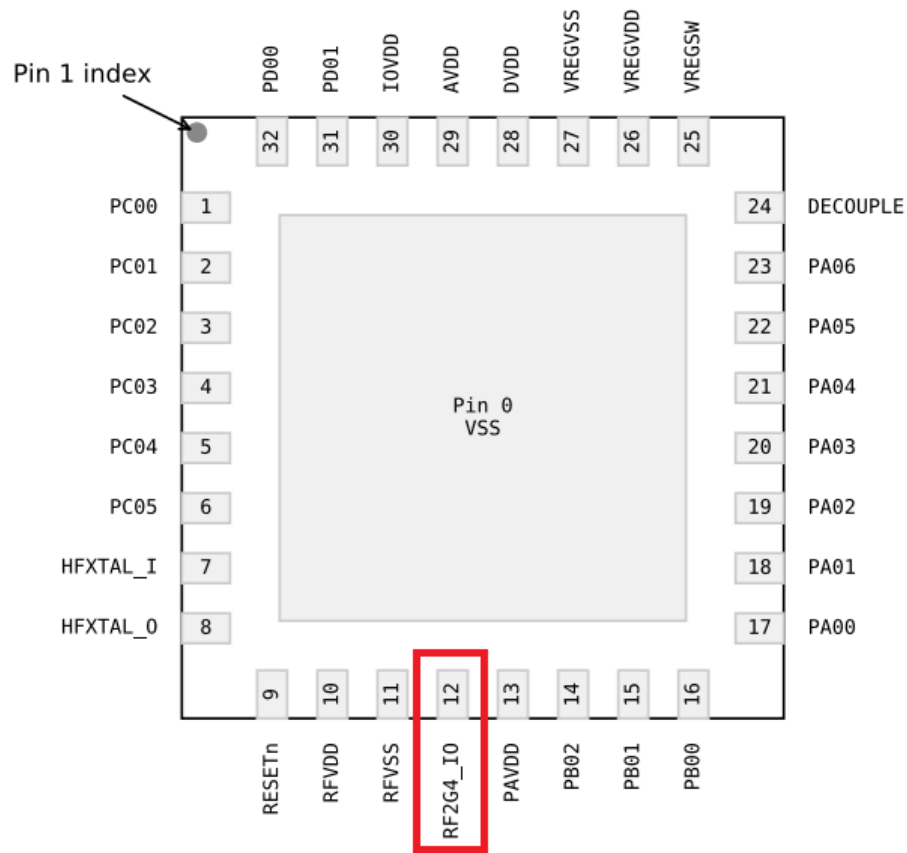 PD00
PD01
IOVDD
AVDD
DVDD
VREGVSS
VREGVDD
VREGSW
Pin 1 index
32
31
30
29
28
27
26
25
PC00 1
24 DECOUPLE
PC01 2
23 PA06
PC02 3
22 PA05
PC03 4
21 PA04
Pin 0
VSS
PC04 5
20 PA03
PC05 6
19 PA02
HFXTAL_I 7
18 PA01
HFXTAL_O 8
17 PA00
9
10
11
12
13
14
15
16
RESETn
RFVDD
RFVSS
RF2G4_IO
PAVDD
PB02
PB01
PB00